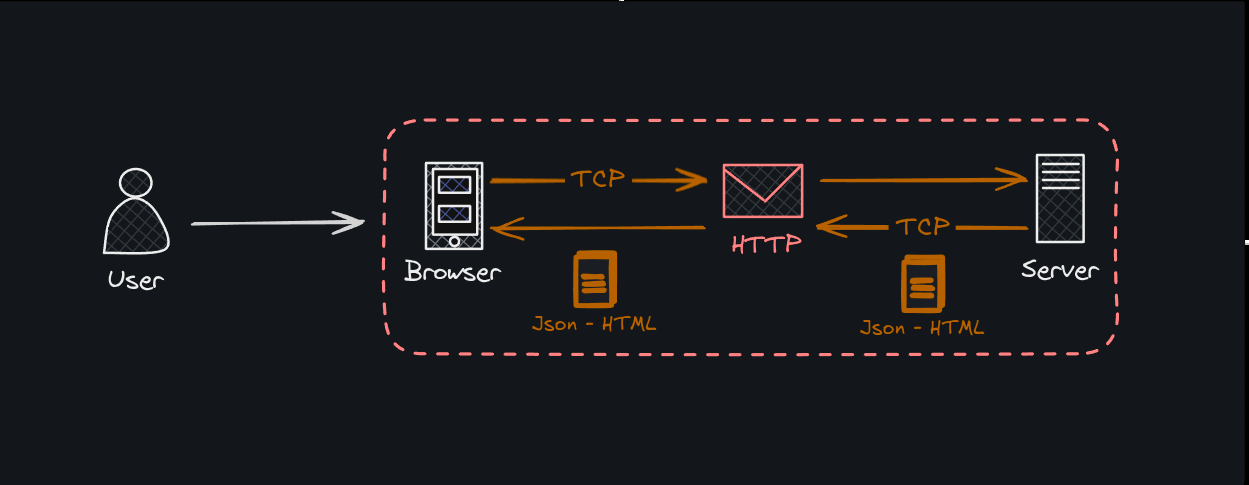 TCP
TCP
HTTP
User
Browser
Server
Json - HTML
Json - HTML